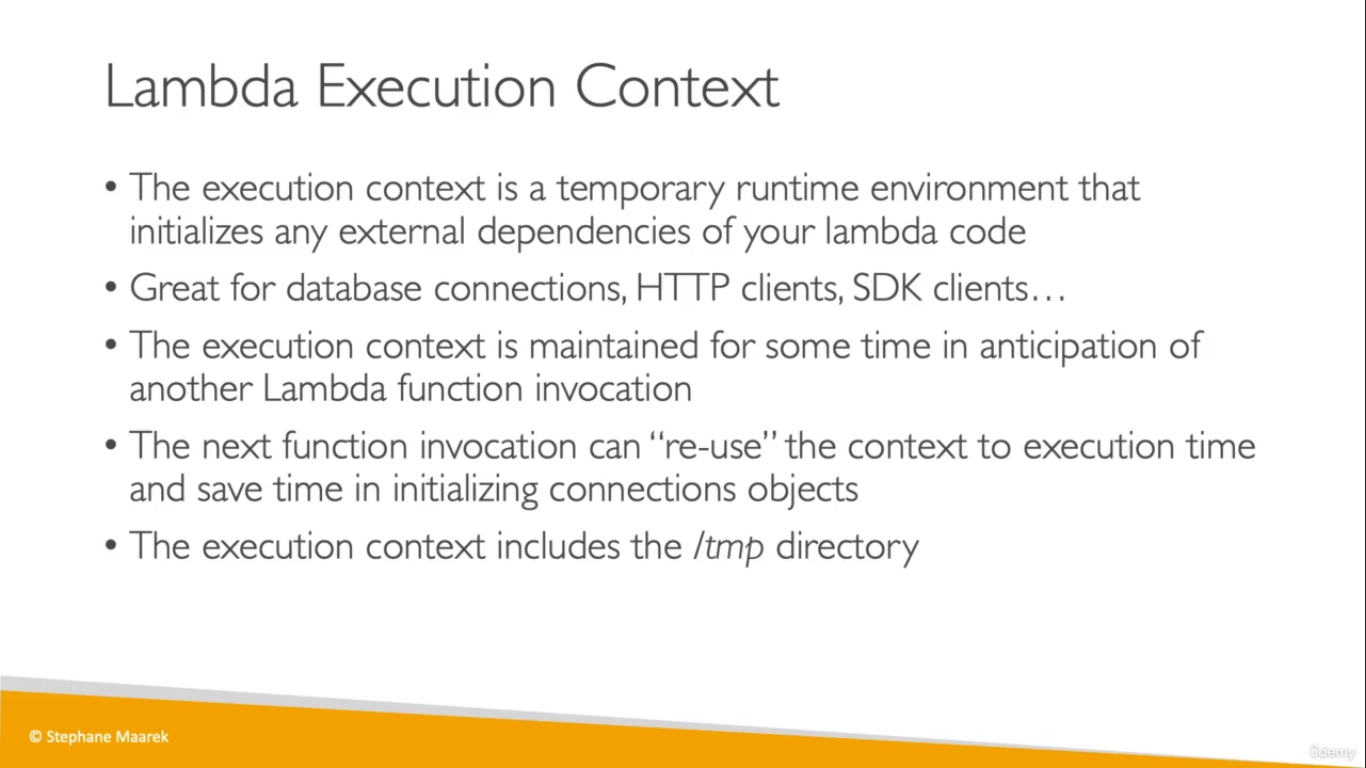 Lambda Execution Context
• The execution context is a temporary runtime environment that
initializes any external dependencies of your lambda code
• Great for database connections, HTTP clients, SDK clients…
• The execution context is maintained for some time in anticipation of
another Lambda function invocation
• The next function invocation can “re-use” the context to execution time
and save time in initializing connections objects
• The execution context includes the /tmp directory
© Stephane Maarek
ûdemy